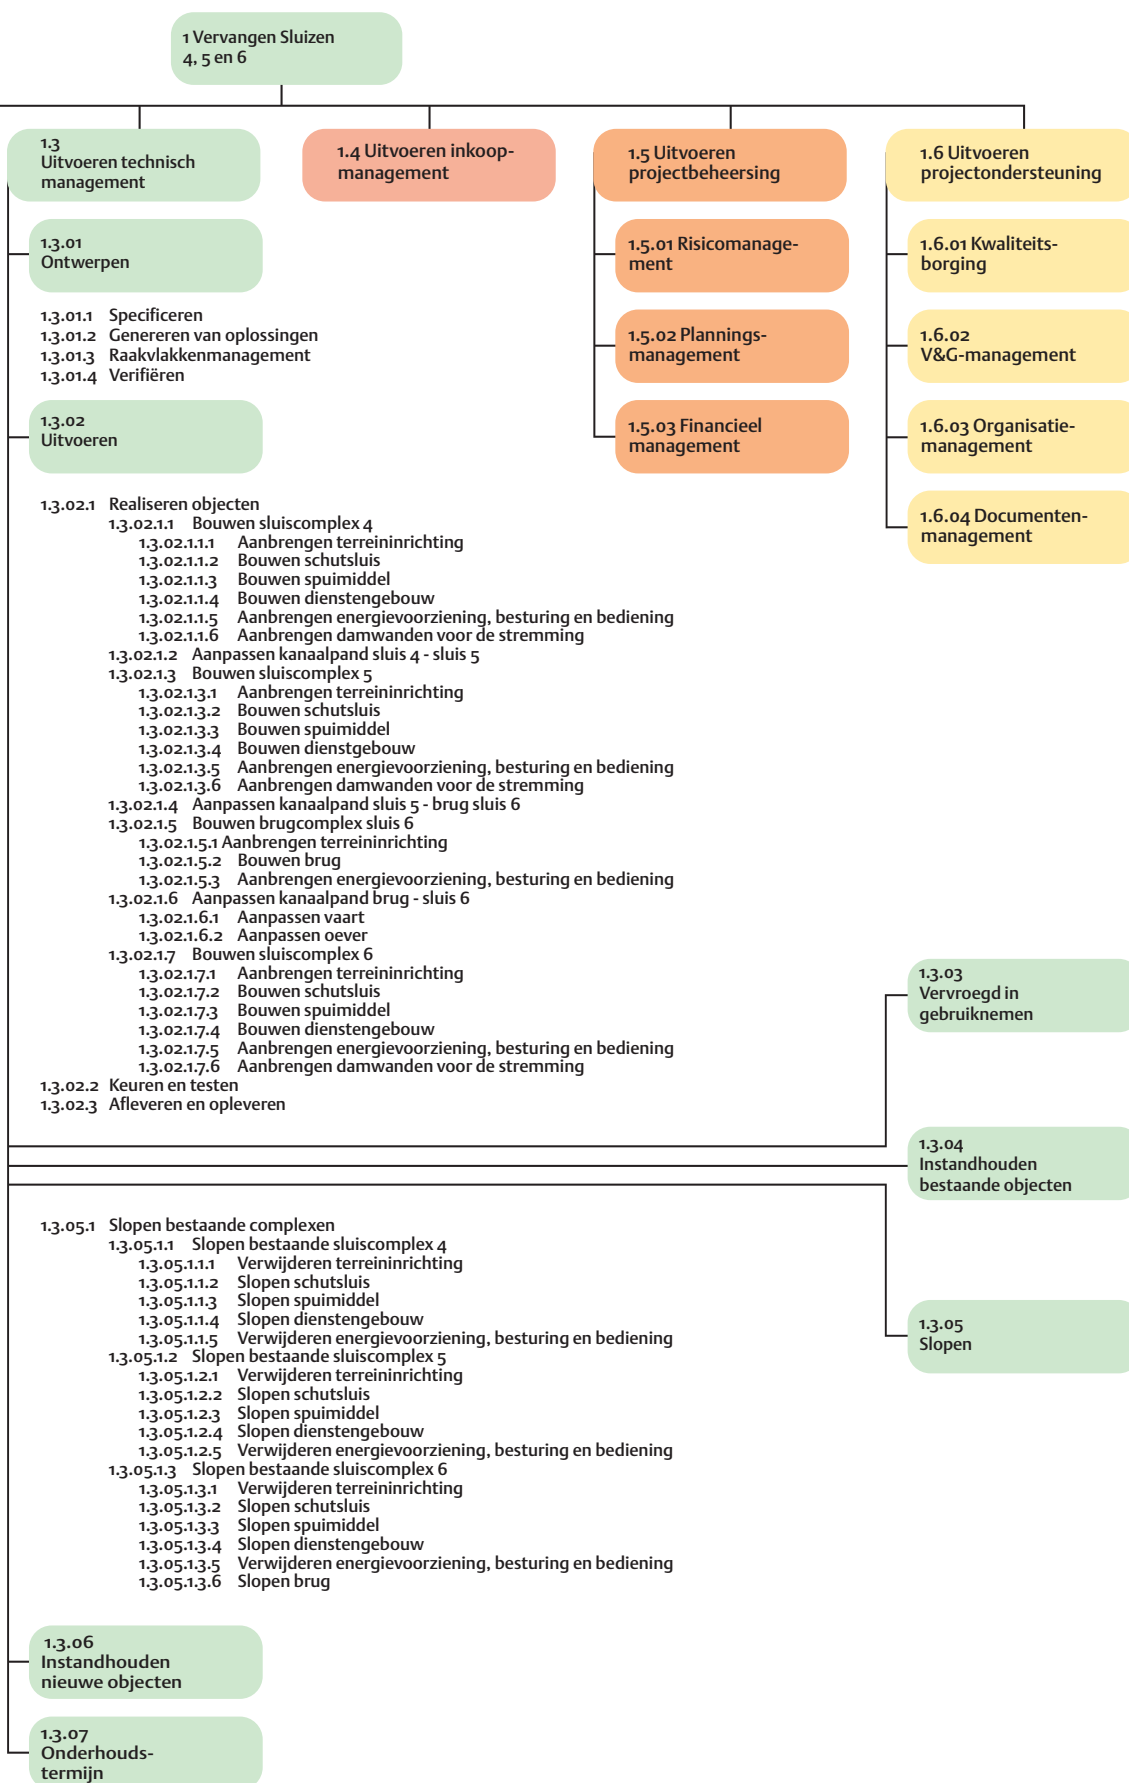 1 Vervangen Sluizen
4, 5 en 6
1.3
Uitvoeren technisch
management
1.4 Uitvoeren inkoop-
management
1.5 Uitvoeren
projectbeheersing
1.6 Uitvoeren
projectondersteuning
1.3.01
Ontwerpen
1.5.01 Risicomanage-
ment
1.6.01 Kwaliteits-
borging
1.3.01.1 Specificeren
1.3.01.2 Genereren van oplossingen
1.3.01.3 Raakvlakkenmanagement
1.3.01.4 Verifiëren
1.5.02 Plannings-
management
1.6.02
V&G-management
1.3.02
Uitvoeren
1.5.03 Financieel
management
1.6.03 Organisatie-
management
1.6.04 Documenten-
management
1.3.02.1 Realiseren objecten
1.3.02.1.1 Bouwen sluiscomplex 4
1.3.02.1.1.1 Aanbrengen terreininrichting
1.3.02.1.1.2 Bouwen schutsluis
1.3.02.1.1.3 Bouwen spuimiddel
1.3.02.1.1.4 Bouwen dienstengebouw
1.3.02.1.1.5 Aanbrengen energievoorziening, besturing en bediening
1.3.02.1.1.6 Aanbrengen damwanden voor de stremming
1.3.02.1.2 Aanpassen kanaalpand sluis 4 - sluis 5
1.3.02.1.3 Bouwen sluiscomplex 5
1.3.02.1.3.1 Aanbrengen terreininrichting
1.3.02.1.3.2 Bouwen schutsluis
1.3.02.1.3.3 Bouwen spuimiddel
1.3.02.1.3.4 Bouwen dienstgebouw
1.3.02.1.3.5 Aanbrengen energievoorziening, besturing en bediening
1.3.02.1.3.6 Aanbrengen damwanden voor de stremming
1.3.02.1.4 Aanpassen kanaalpand sluis 5 - brug sluis 6
1.3.02.1.5 Bouwen brugcomplex sluis 6
1.3.02.1.5.1 Aanbrengen terreininrichting
1.3.02.1.5.2 Bouwen brug
1.3.02.1.5.3 Aanbrengen energievoorziening, besturing en bediening
1.3.02.1.6 Aanpassen kanaalpand brug - sluis 6
1.3.02.1.6.1 Aanpassen vaart
1.3.02.1.6.2 Aanpassen oever
1.3.02.1.7 Bouwen sluiscomplex 6
1.3.02.1.7.1 Aanbrengen terreininrichting
1.3.02.1.7.2 Bouwen schutsluis
1.3.02.1.7.3 Bouwen spuimiddel
1.3.02.1.7.4 Bouwen dienstengebouw
1.3.02.1.7.5 Aanbrengen energievoorziening, besturing en bediening
1.3.02.1.7.6 Aanbrengen damwanden voor de stremming
1.3.02.2 Keuren en testen
1.3.02.3 Afleveren en opleveren
1.3.03
Vervroegd in
gebruiknemen
1.3.04
Instandhouden
bestaande objecten
1.3.05
Slopen
1.3.05.1 Slopen bestaande complexen
1.3.05.1.1 Slopen bestaande sluiscomplex 4
1.3.05.1.1.1 Verwijderen terreininrichting
1.3.05.1.1.2 Slopen schutsluis
1.3.05.1.1.3 Slopen spuimiddel
1.3.05.1.1.4 Slopen dienstengebouw
1.3.05.1.1.5 Verwijderen energievoorziening, besturing en bediening
1.3.05.1.2 Slopen bestaande sluiscomplex 5
1.3.05.1.2.1 Verwijderen terreininrichting
1.3.05.1.2.2 Slopen schutsluis
1.3.05.1.2.3 Slopen spuimiddel
1.3.05.1.2.4 Slopen dienstengebouw
1.3.05.1.2.5 Verwijderen energievoorziening, besturing en bediening
1.3.05.1.3 Slopen bestaande sluiscomplex 6
1.3.05.1.3.1 Verwijderen terreininrichting
1.3.05.1.3.2 Slopen schutsluis
1.3.05.1.3.3 Slopen spuimiddel
1.3.05.1.3.4 Slopen dienstengebouw
1.3.05.1.3.5 Verwijderen energievoorziening, besturing en bediening
1.3.05.1.3.6 Slopen brug
1.3.06
Instandhouden
nieuwe objecten
1.3.07
Onderhouds-
termijn